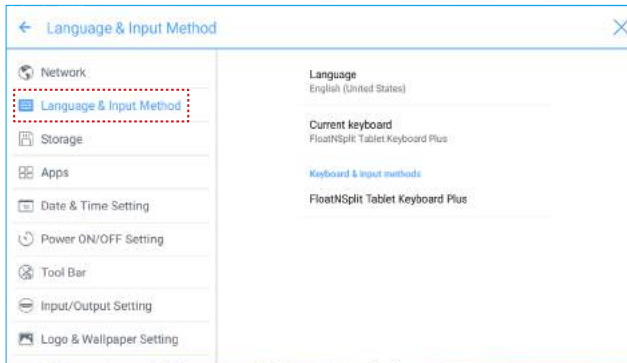 Language & Input Method
Network
Language & Input Method
Storage
Apps
Date & Time Setting
Power ON/OFF Setting
Tool Bar
Input/Output Setting
Logo & Wallpaper Setting
Language
English (United States)
Current keyboard
FloatNSplit Tablet Keyboard Plus
Keyboard & input methods
FloatNSplit Tablet Keyboard Plus